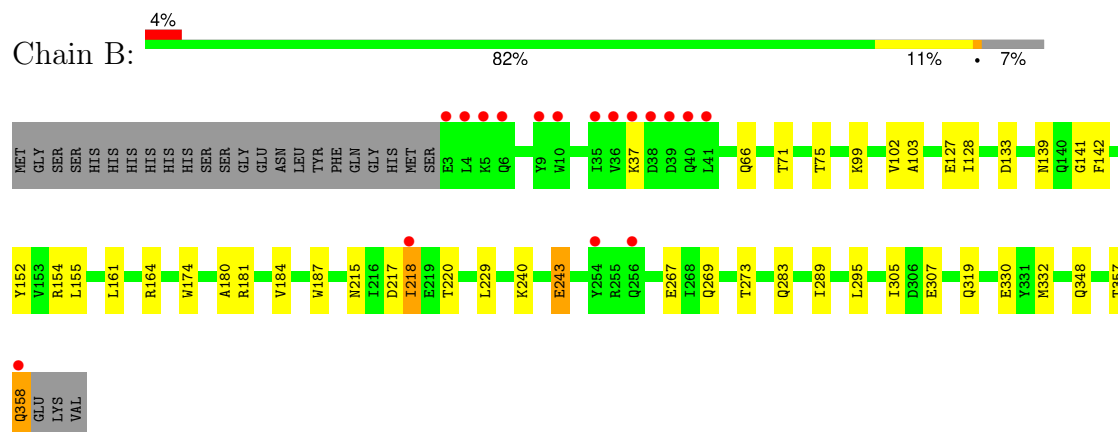 4%
Chain B:
82% 11% • 7%
MET GLY SER SER HIS HIS HIS HIS HIS HIS SER SER GLY GLU ASN LEU TYR PHE GLN GLY HIS MET SER E3 L4 K5 Q6 Y9 W10 I35 V36 K37 D38 D39 Q40 L41 Q66 T71 T75 K99 V102 A103 E127 I128 D133 N139 Q140 G141 F142
Y152 V153 R154 L155 L161 R164 W174 A180 R181 V184 W187 N215 I216 D217 I218 E219 T220 L229 K240 E243 Y254 R255 Q256 E267 I268 Q269 T273 Q283 I289 L295 I305 D306 E307 Q319 E330 Y331 M332 Q348 T357
Q358 GLU LYS VAL